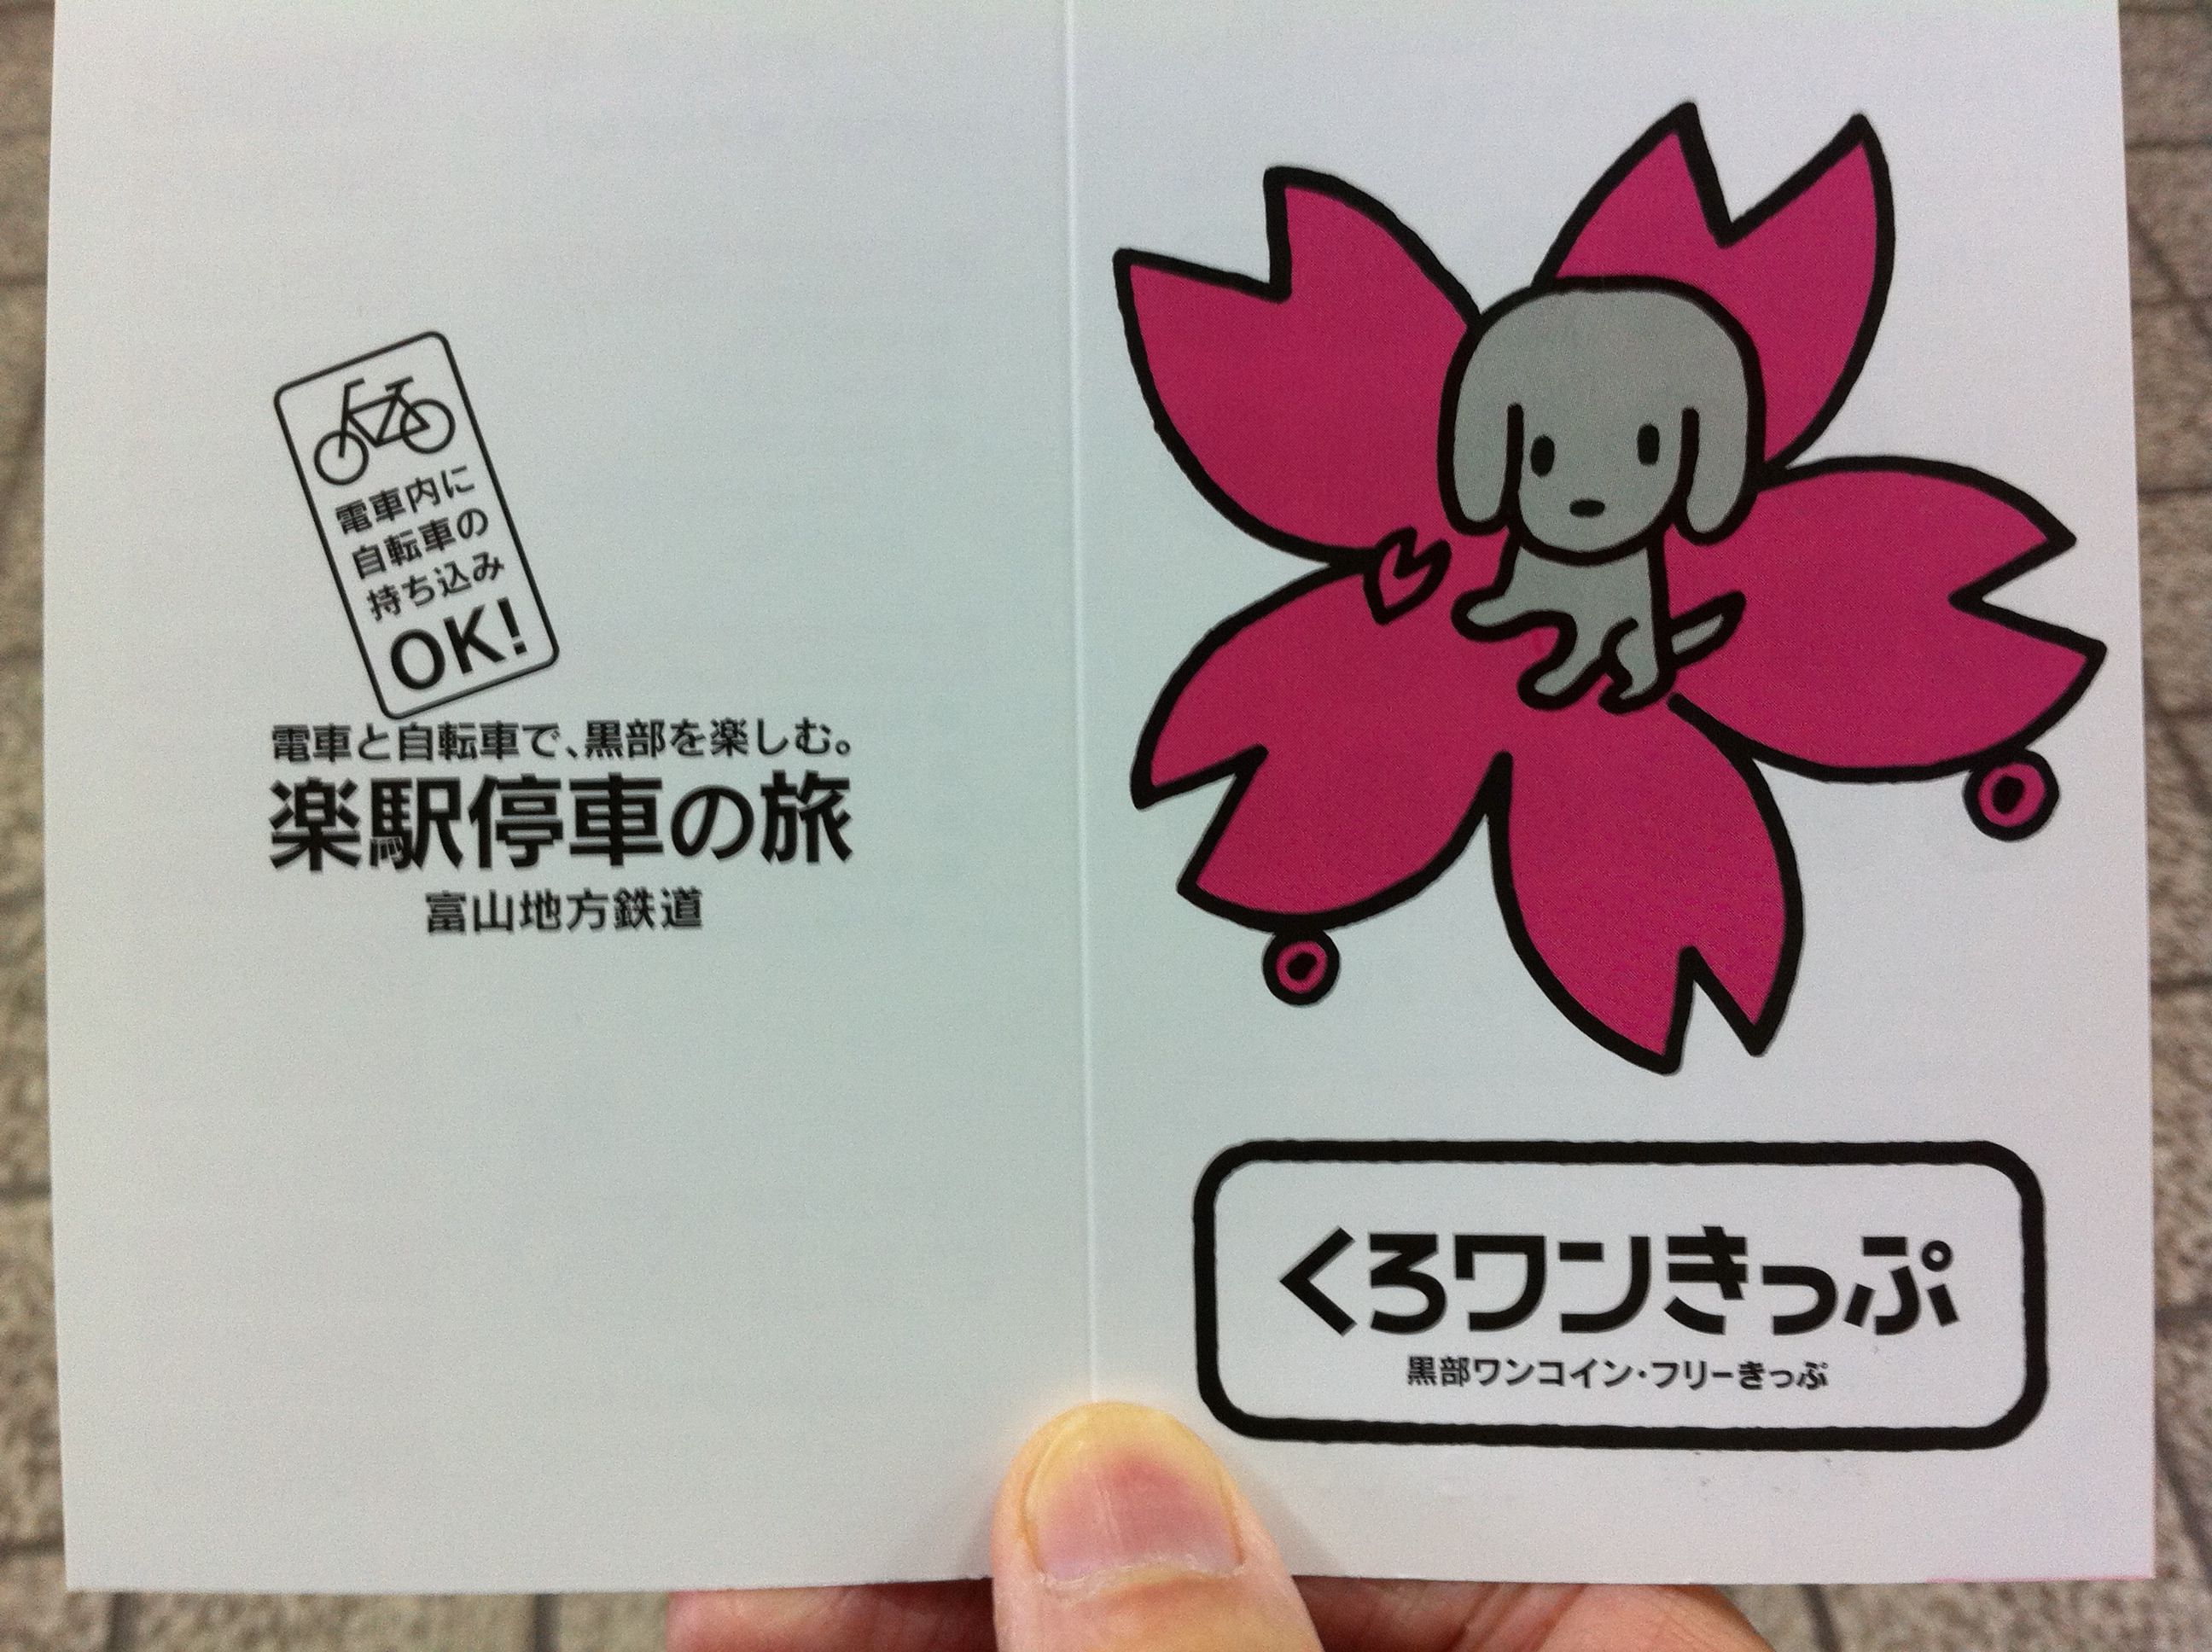 電車内に
自転車の
持ち込み
OK!
電車と自転車で、黒部を楽しむ。
楽駅停車の旅
富山地方鉄道
くろワンきっぷ
黒部ワンコイン・フリーきっぷ